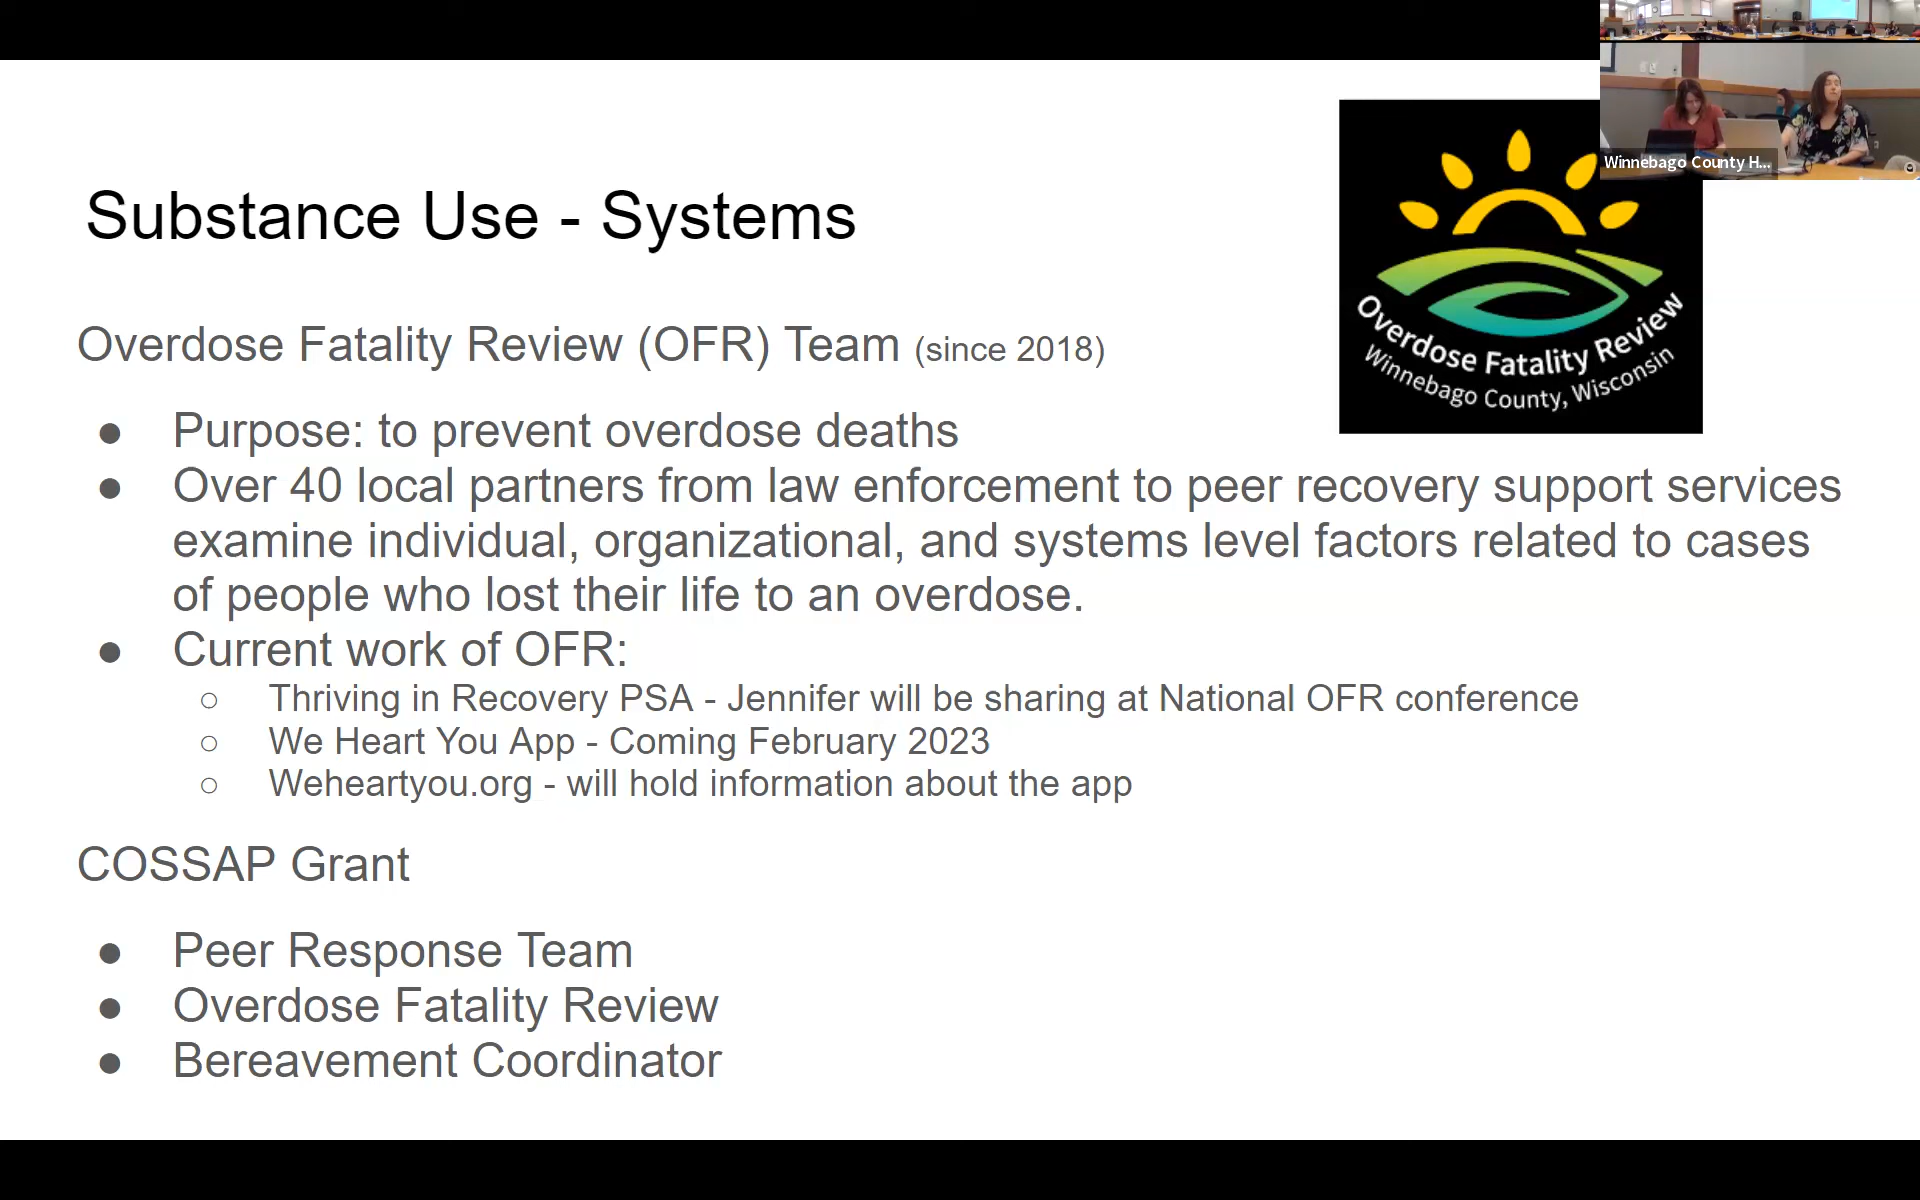 Winnebago County H...
Substance Use - Systems
Overdose Fatality Review
Winnebago County, Wisconsin
Overdose Fatality Review (OFR) Team (since 2018)
● Purpose: to prevent overdose deaths
● Over 40 local partners from law enforcement to peer recovery support services
examine individual, organizational, and systems level factors related to cases
of people who lost their life to an overdose.
● Current work of OFR:
○ Thriving in Recovery PSA - Jennifer will be sharing at National OFR conference
○ We Heart You App - Coming February 2023
○ Weheartyou.org - will hold information about the app
COSSAP Grant
● Peer Response Team
● Overdose Fatality Review
● Bereavement Coordinator